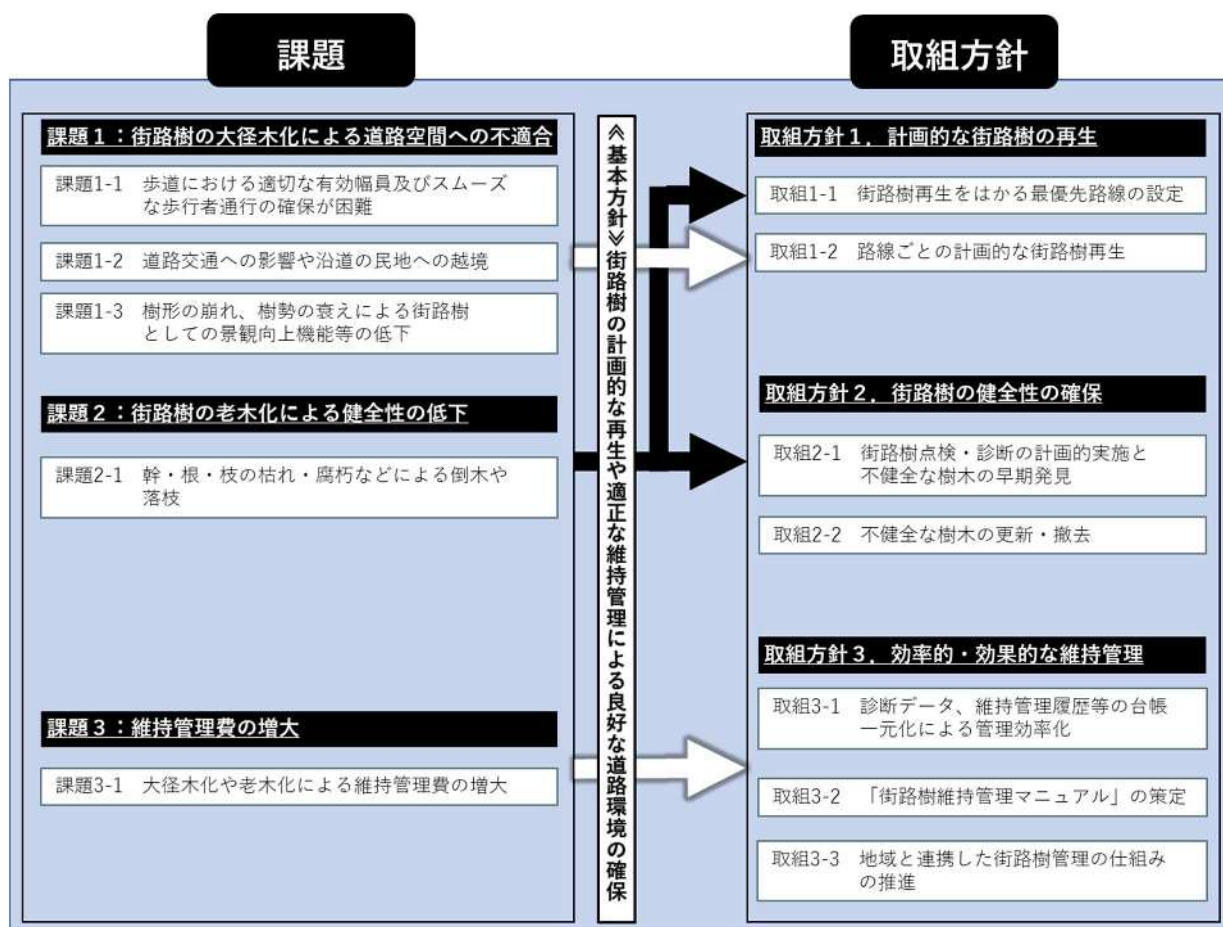 課題
課題1：街路樹の大径木化による道路空間への不適合
課題1-1 歩道における適切な有効幅員及びスムーズ
な歩行者通行の確保が困難
課題1-2 道路交通への影響や沿道の民地への越境
課題1-3 樹形の崩れ、樹勢の衰えによる街路樹
としての景観向上機能等の低下
課題2：街路樹の老木化による健全性の低下
課題2-1 幹・根・枝の枯れ・腐朽などによる倒木や
落枝
課題3：維持管理費の増大
課題3-1 大径木化や老木化による維持管理費の増大
≪基本方針≫街路樹の計画的な再生や適正な維持管理による良好な道路環境の確保
取組方針
取組方針1．計画的な街路樹の再生
取組1-1 街路樹再生をはかる最優先路線の設定
取組1-2 路線ごとの計画的な街路樹再生
取組方針2．街路樹の健全性の確保
取組2-1 街路樹点検・診断の計画的実施と
不健全な樹木の早期発見
取組2-2 不健全な樹木の更新・撤去
取組方針3．効率的・効果的な維持管理
取組3-1 診断データ、維持管理履歴等の台帳
一元化による管理効率化
取組3-2 「街路樹維持管理マニュアル」の策定
取組3-3 地域と連携した街路樹管理の仕組み
の推進